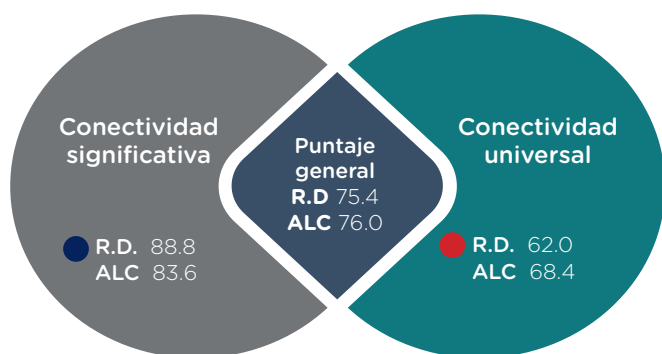 Conectividad
significativa
R.D. 88.8
ALC 83.6
Puntaje
general
R.D 75.4
ALC 76.0
Conectividad
universal
R.D. 62.0
ALC 68.4